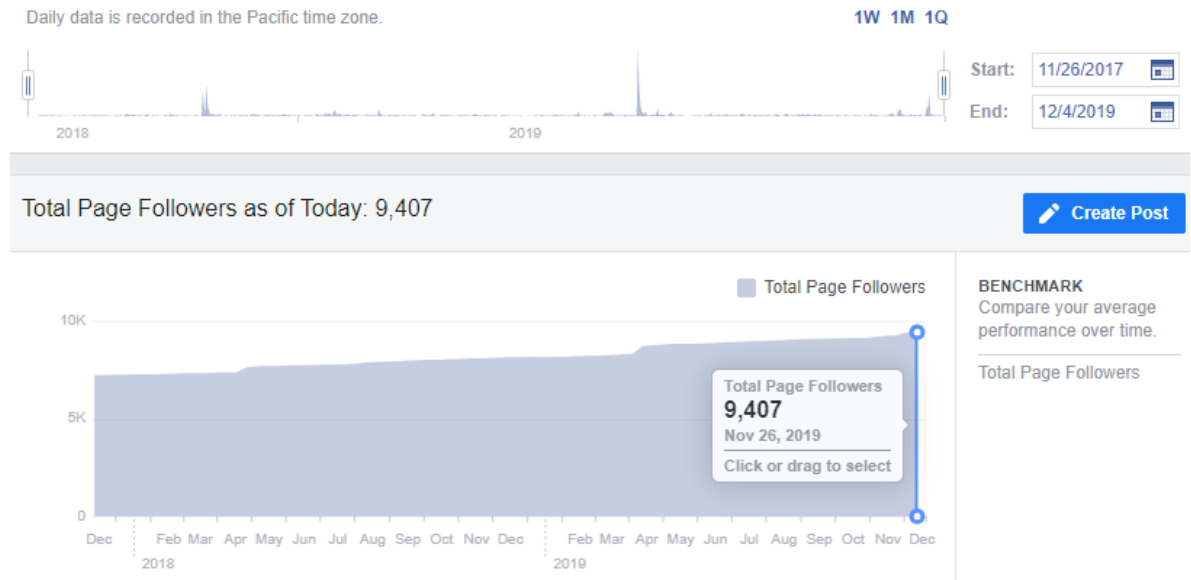 Daily data is recorded in the Pacific time zone.
1W 1M 1Q
Start: 11/26/2017
End: 12/4/2019
2018 2019
Total Page Followers as of Today: 9,407
Create Post
Total Page Followers
BENCHMARK
Compare your average
performance over time.
Total Page Followers
10K
5K
0
Total Page Followers
9,407
Nov 26, 2019
Click or drag to select
Dec Feb Mar Apr May Jun Jul Aug Sep Oct Nov Dec Feb Mar Apr May Jun Jul Aug Sep Oct Nov Dec
2018 2019